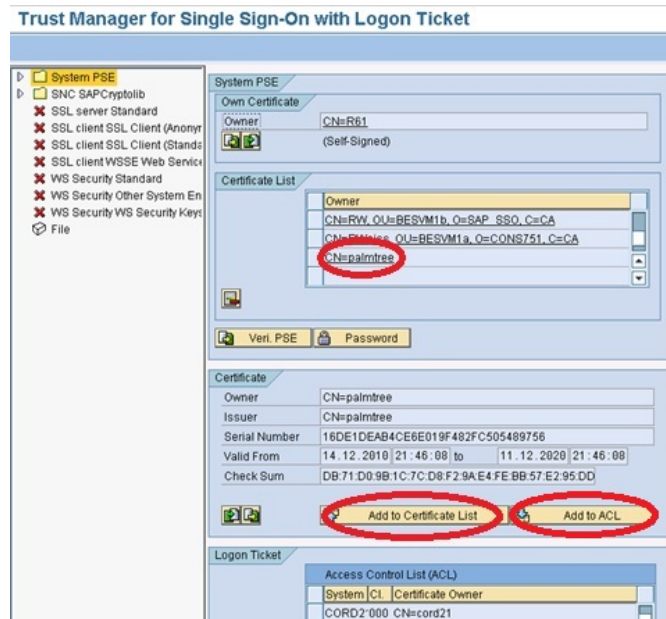 Trust Manager for Single Sign-On with Logon Ticket
System PSE
SNC SAPCryptolib
SSL server Standard
SSL client SSL Client (Anonyr
SSL client SSL Client (Standa
SSL client WSSE Web Service
WS Security Standard
WS Security Other System En
WS Security WS Security Keys
File
System PSE
Own Certificate
Owner CN=R61
(Self-Signed)
Certificate List
Owner
CN=RW, OU=BESVM1b, O=SAP_SSO, C=CA
OU=BESVM1a, O=CONS751, C=CA
CN=palmtree
Veri. PSE Password
Certificate
Owner CN=palmtree
Issuer CN=palmtree
Serial Number 16DE1DEAB4CE6E019F482FC505489756
Valid From 14.12.2010 21:46:08 to 11.12.2020 21:46:08
Check Sum DB:71:D0:9B:1C:7C:D8:F2:9A:E4:FE:BB:57:E2:95:DD
Add to Certificate List Add to ACL
Logon Ticket
Access Control List (ACL)
System Cl. Certificate Owner
CORD2 000 CN=cord21